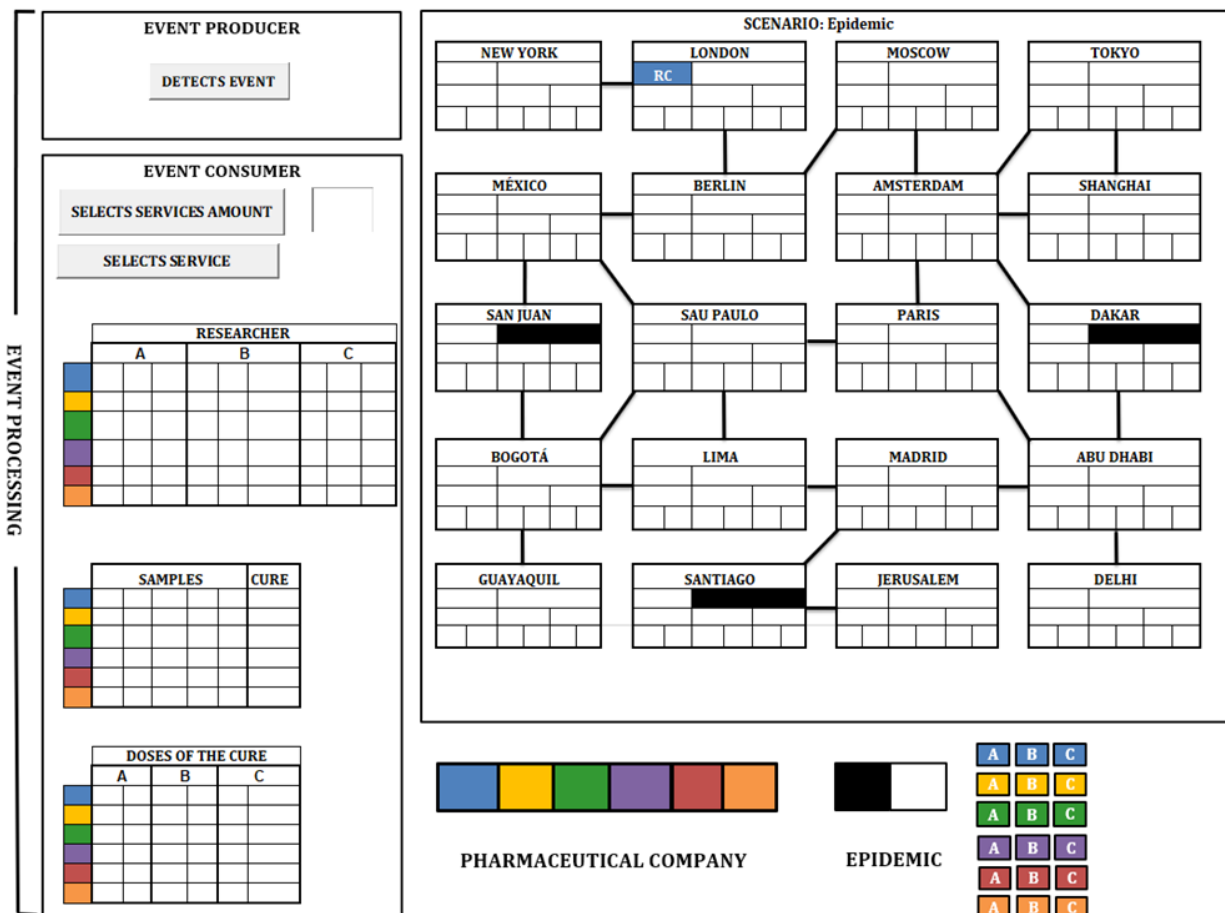 EVENT PROCESSING
EVENT PRODUCER
DETECTS EVENT
EVENT CONSUMER
SELECTS SERVICES AMOUNT
SELECTS SERVICE
RESEARCHER
A B C
SAMPLES CURE
DOSES OF THE CURE
A B C
SCENARIO: Epidemic
NEW YORK LONDON MOSCOW TOKYO
RC
MÉXICO BERLIN AMSTERDAM SHANGHAI
SAN JUAN SAU PAULO PARIS DAKAR
BOGOTÁ LIMA MADRID ABU DHABI
GUAYAQUIL SANTIAGO JERUSALEM DELHI
PHARMACEUTICAL COMPANY
EPIDEMIC
A B C
A B C
A B C
A B C
A B C
A B C